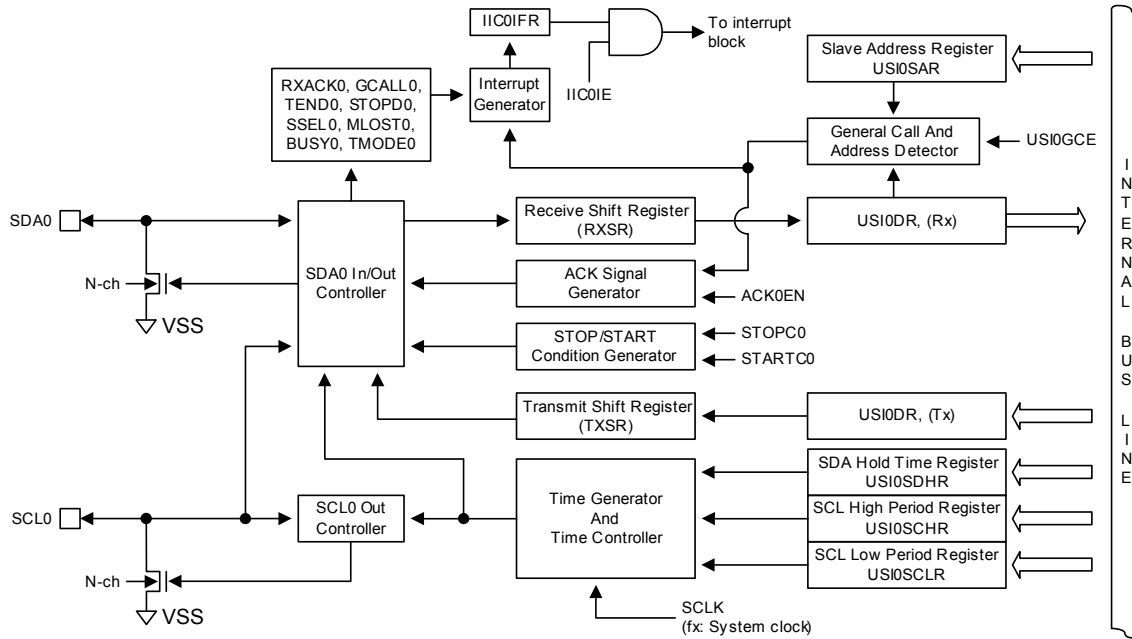 IIC0IFR
To interrupt
block
Slave Address Register
USI0SAR
RXACK0, GCALL0,
TEND0, STOPD0,
SSEL0, MLOST0,
BUSY0, TMODE0
Interrupt
Generator
IIC0IE
General Call And
Address Detector
USI0GCE
SDA0
Receive Shift Register
(RXSR)
USI0DR, (Rx)
N-ch
SDA0 In/Out
Controller
ACK Signal
Generator
ACK0EN
VSS
STOP/START
Condition Generator
STOPC0
STARTC0
Transmit Shift Register
(TXSR)
USI0DR, (Tx)
SDA Hold Time Register
USI0SDHR
SCL0
SCL0 Out
Controller
Time Generator
And
Time Controller
SCL High Period Register
USI0SCHR
SCL Low Period Register
USI0SCLR
N-ch
VSS
SCLK
(fx: System clock)
INTERNAL BUS LINE